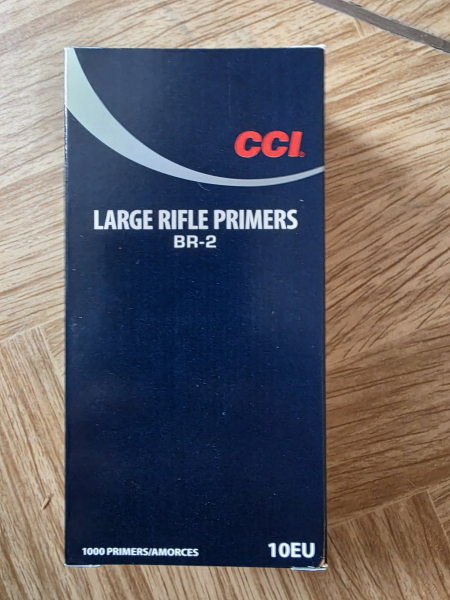 CCI
LARGE RIFLE PRIMERS
BR-2
1000 PRIMERS/AMORCES
10EU